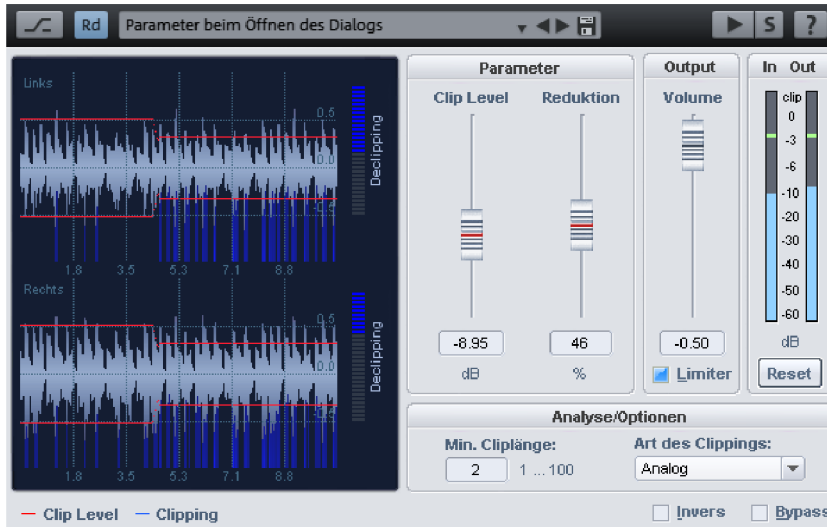 Rd Parameter beim Öffnen des Dialogs S ?
Links
0.5
0.0
-0.5
1.8 3.5 5.3 7.1 8.8
Declipping
Rechts
0.5
0.0
-0.5
1.8 3.5 5.3 7.1 8.8
Declipping
Clip Level Clipping
Parameter
Clip Level Reduktion
-8.95 46
dB %
Output
Volume
-0.50
Limiter
In Out
clip
0
-3
-6
-10
-20
-30
-40
-50
-60
dB
Reset
Analyse/Optionen
Min. Cliplänge: Art des Clippings:
2 1 ... 100 Analog
Invers Bypass